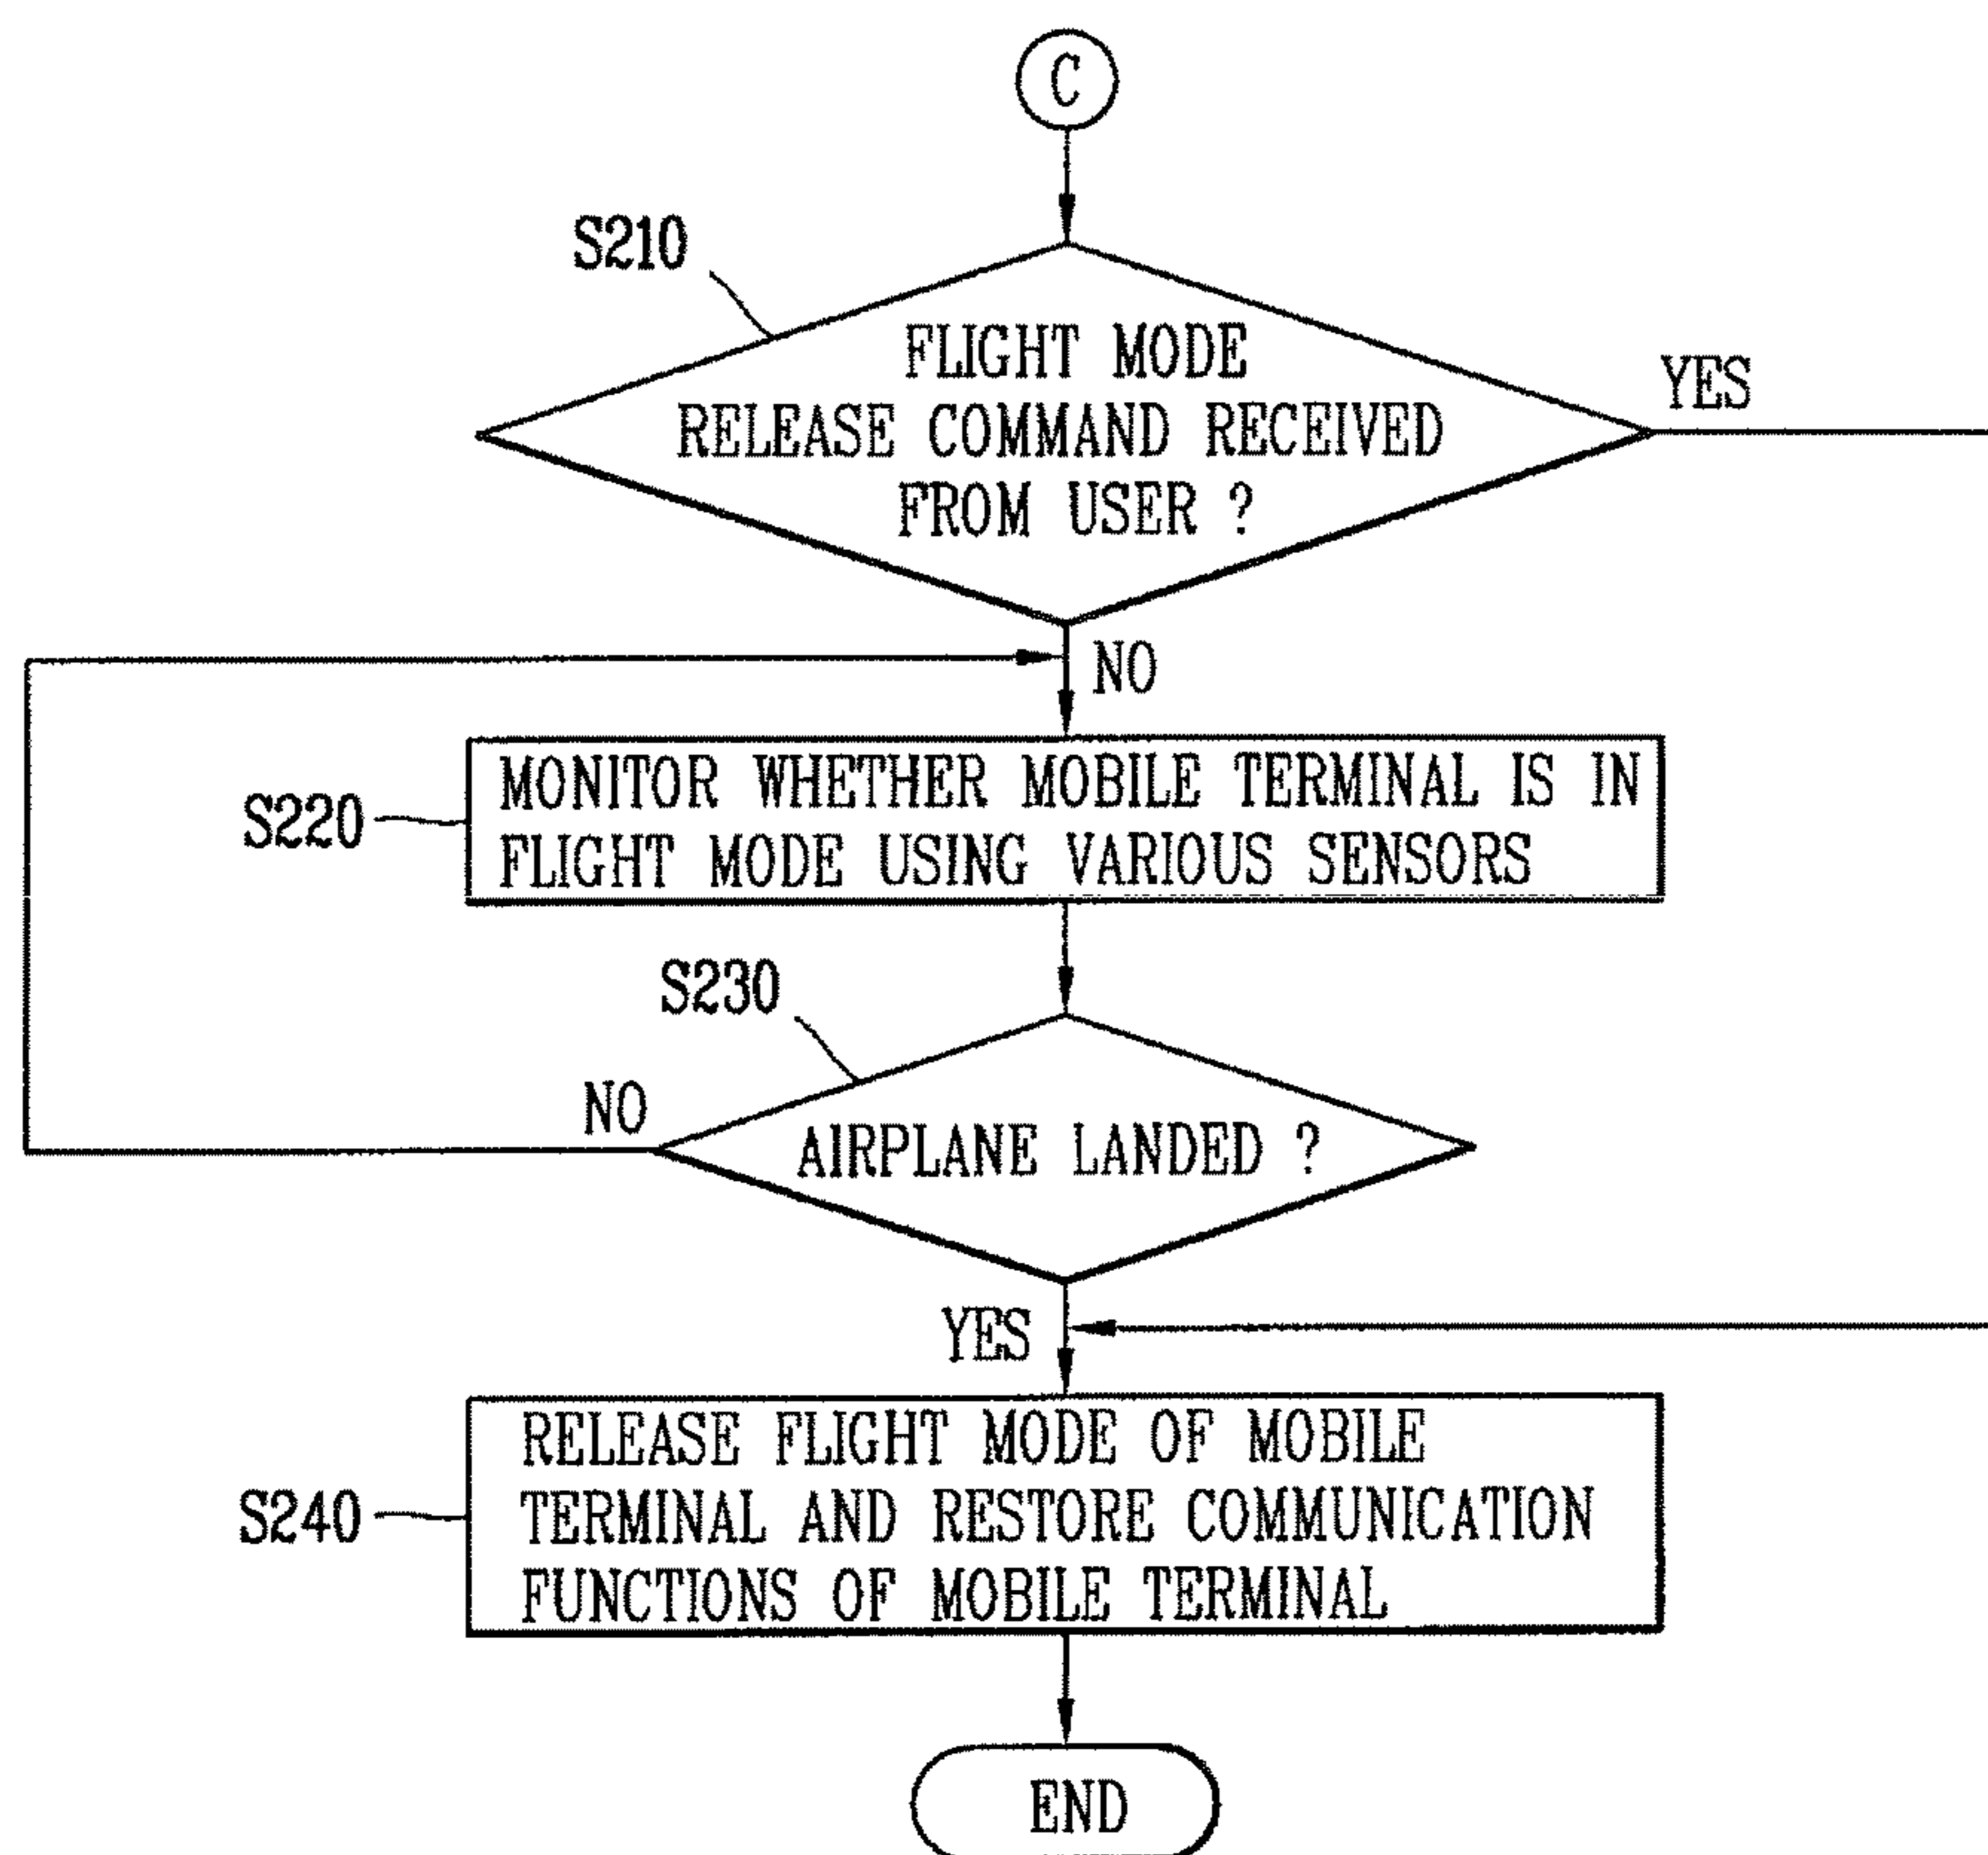 C
S210
FLIGHT MODE
RELEASE COMMAND RECEIVED
FROM USER ?
YES
NO
S220
MONITOR WHETHER MOBILE TERMINAL IS IN
FLIGHT MODE USING VARIOUS SENSORS
S230
NO
AIRPLANE LANDED ?
YES
S240
RELEASE FLIGHT MODE OF MOBILE
TERMINAL AND RESTORE COMMUNICATION
FUNCTIONS OF MOBILE TERMINAL
END